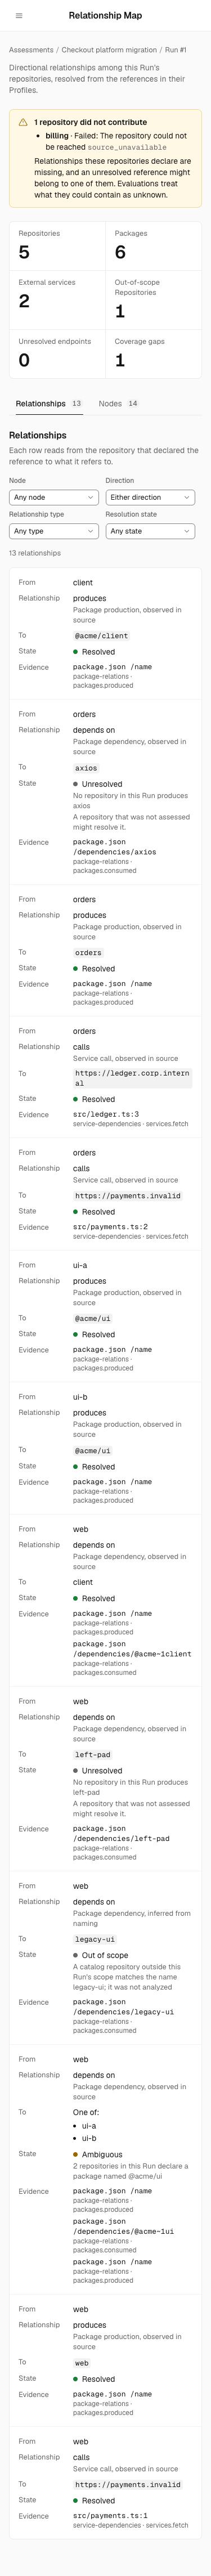 Relationship Map
Assessments / Checkout platform migration / Run #1
Directional relationships among this Run's
repositories, resolved from the references in their
Profiles.
1 repository did not contribute
• billing · Failed: The repository could not
be reached source_unavailable
Relationships these repositories declare are
missing, and an unresolved reference might
belong to one of them. Evaluations treat
what they could contain as unknown.
Repositories
5
Packages
6
External services
2
Out-of-scope
Repositories
1
Unresolved endpoints
0
Coverage gaps
1
Relationships 13 Nodes 14
Relationships
Each row reads from the repository that declared the
reference to what it refers to.
Node
Direction
Any node
Either direction
Relationship type
Resolution state
Any type
Any state
13 relationships
From client
Relationship produces
Package production, observed in
source
To @acme/client
State Resolved
Evidence package.json /name
package-relations ·
packages.produced
From orders
Relationship depends on
Package dependency, observed in
source
To axios
State Unresolved
No repository in this Run produces
axios
A repository that was not assessed
might resolve it.
Evidence package.json
/dependencies/axios
package-relations ·
packages.consumed
From orders
Relationship produces
Package production, observed in
source
To orders
State Resolved
Evidence package.json /name
package-relations ·
packages.produced
From orders
Relationship calls
Service call, observed in source
To https://ledger.corp.intern
al
State Resolved
Evidence src/ledger.ts:3
service-dependencies · services.fetch
From orders
Relationship calls
Service call, observed in source
To https://payments.invalid
State Resolved
Evidence src/payments.ts:2
service-dependencies · services.fetch
From ui-a
Relationship produces
Package production, observed in
source
To @acme/ui
State Resolved
Evidence package.json /name
package-relations ·
packages.produced
From ui-b
Relationship produces
Package production, observed in
source
To @acme/ui
State Resolved
Evidence package.json /name
package-relations ·
packages.produced
From web
Relationship depends on
Package dependency, observed in
source
To client
State Resolved
Evidence package.json /name
package-relations ·
packages.produced
package.json
/dependencies/@acme~1client
package-relations ·
packages.consumed
From web
Relationship depends on
Package dependency, observed in
source
To left-pad
State Unresolved
No repository in this Run produces
left-pad
A repository that was not assessed
might resolve it.
Evidence package.json
/dependencies/left-pad
package-relations ·
packages.consumed
From web
Relationship depends on
Package dependency, inferred from
naming
To legacy-ui
State Out of scope
A catalog repository outside this
Run's scope matches the name
legacy-ui; it was not analyzed
Evidence package.json
/dependencies/legacy-ui
package-relations ·
packages.consumed
From web
Relationship depends on
Package dependency, observed in
source
To One of:
• ui-a
• ui-b
State Ambiguous
2 repositories in this Run declare a
package named @acme/ui
Evidence package.json /name
package-relations ·
packages.produced
package.json
/dependencies/@acme~1ui
package-relations ·
packages.consumed
package.json /name
package-relations ·
packages.produced
From web
Relationship produces
Package production, observed in
source
To web
State Resolved
Evidence package.json /name
package-relations ·
packages.produced
From web
Relationship calls
Service call, observed in source
To https://payments.invalid
State Resolved
Evidence src/payments.ts:1
service-dependencies · services.fetch